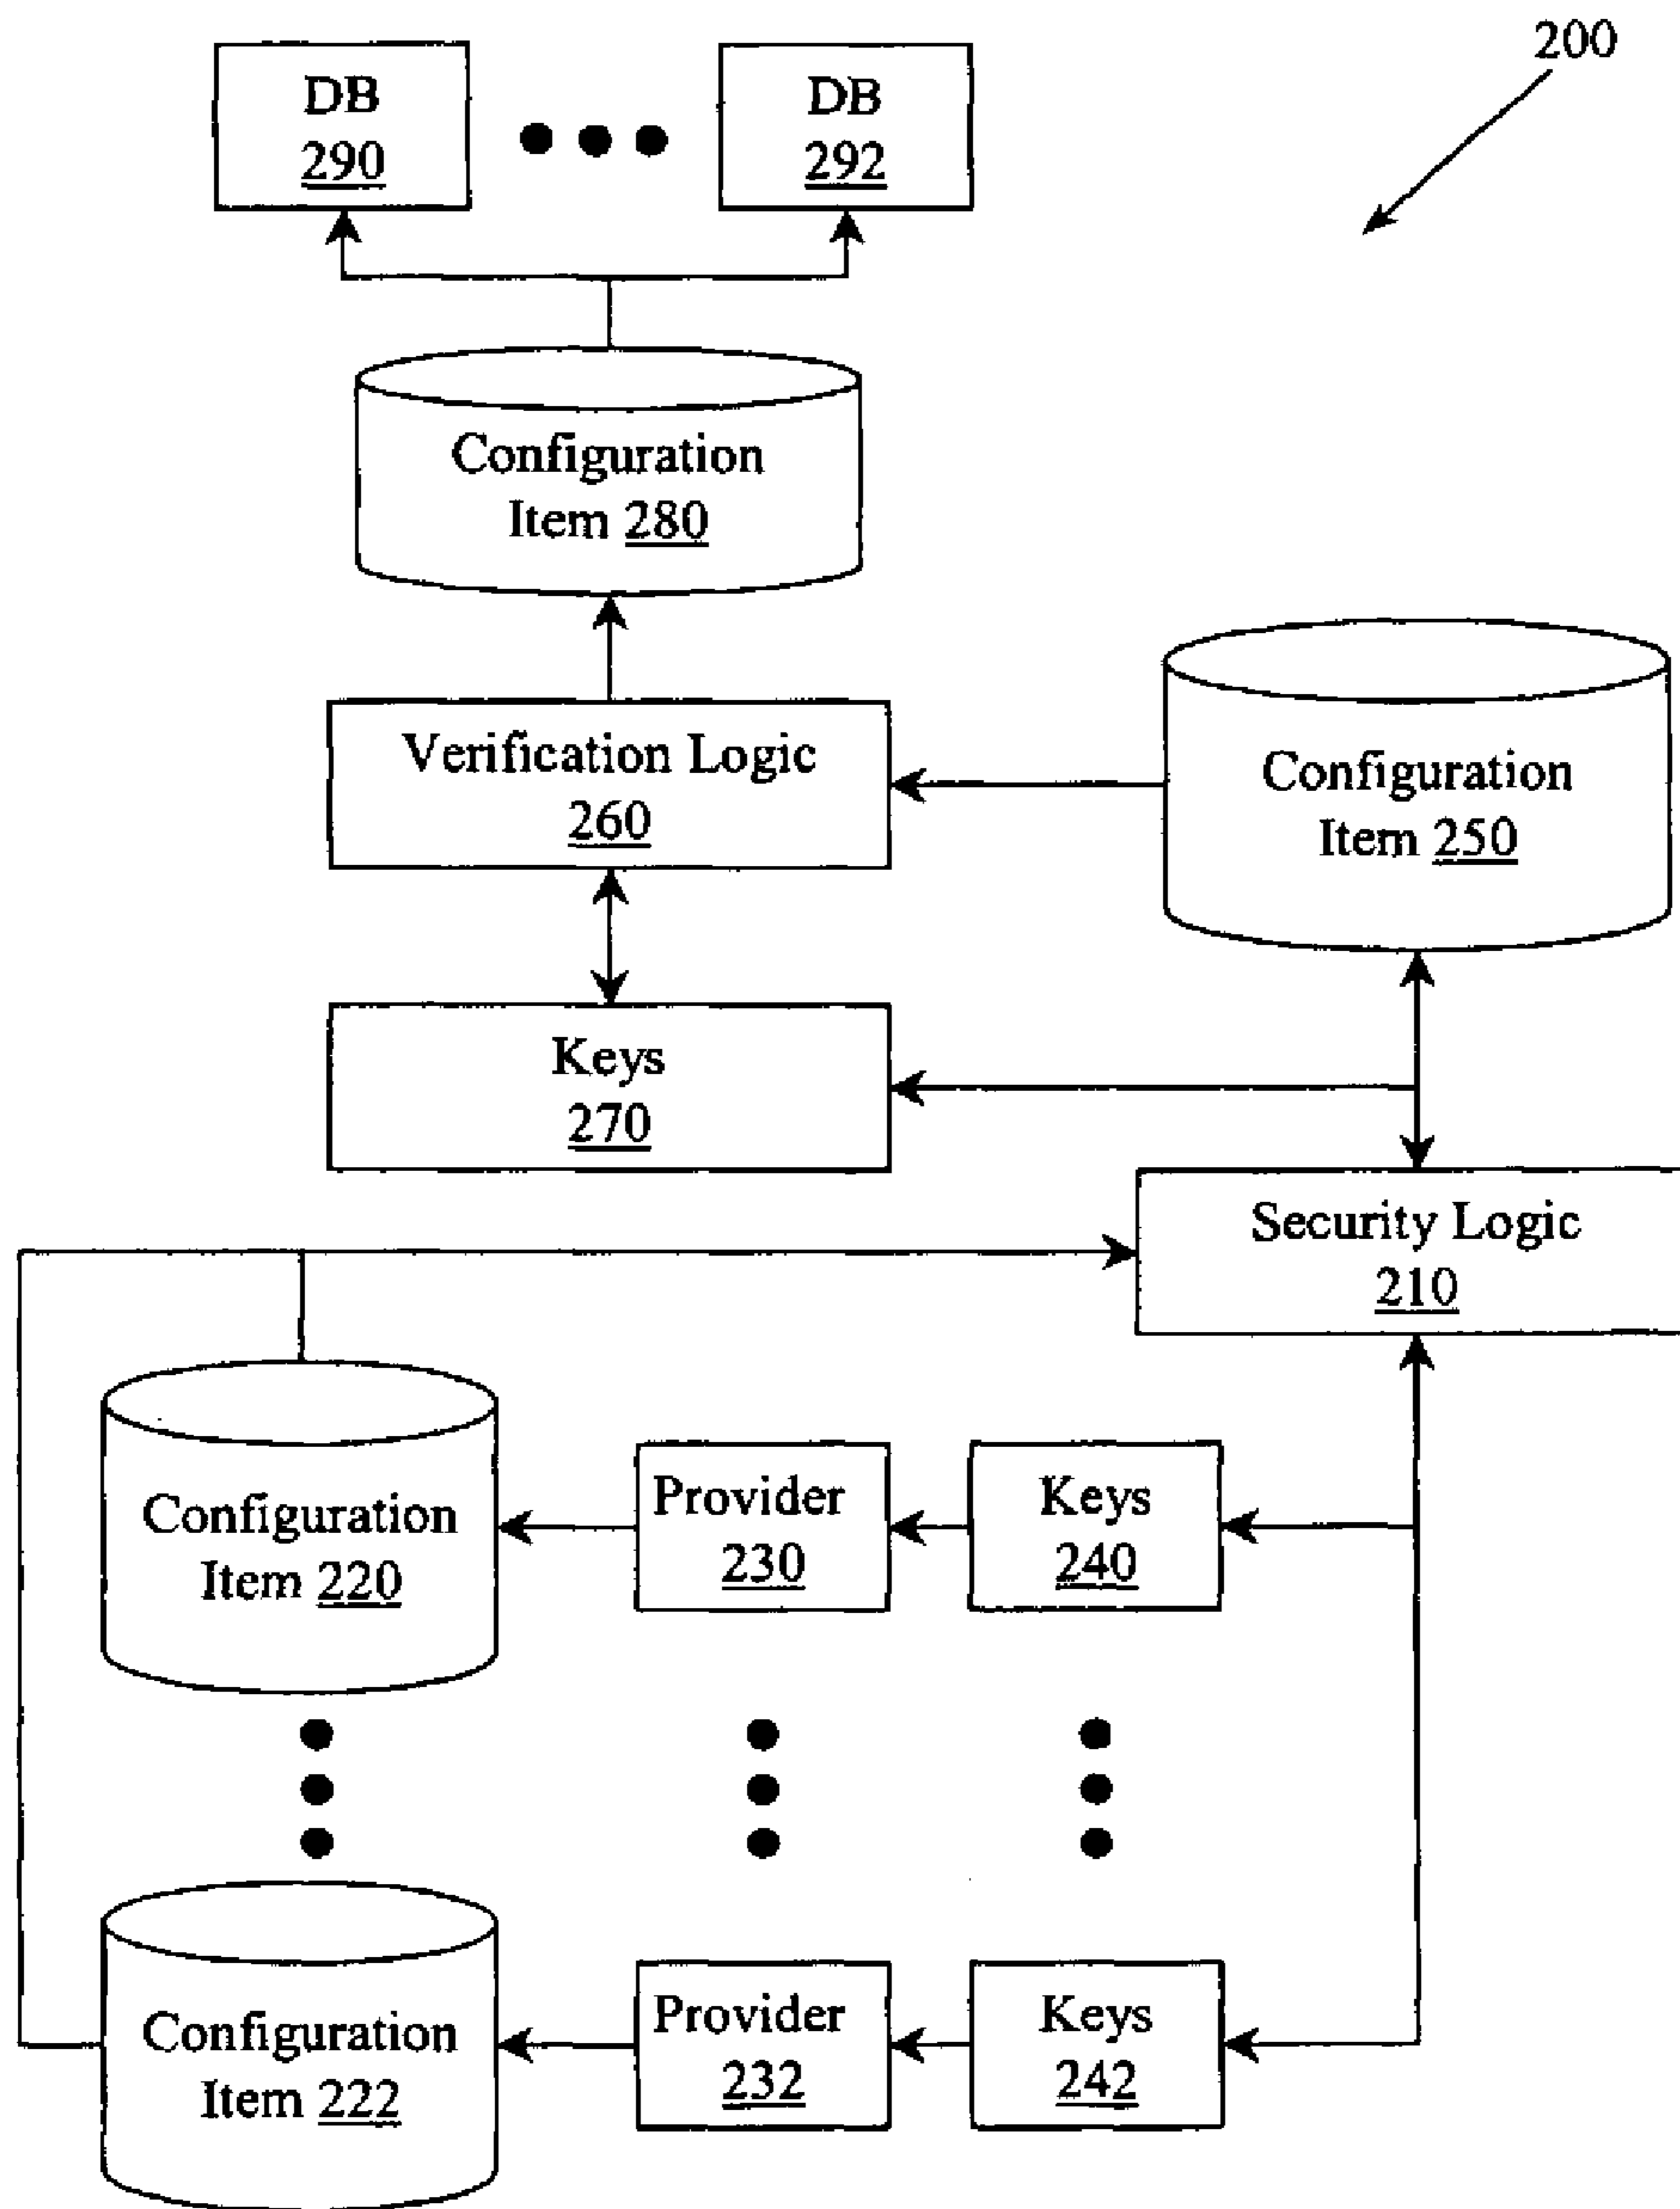 200
DB
290
DB
292
Configuration
Item 280
Verification Logic
260
Configuration
Item 250
Keys
270
Security Logic
210
Configuration
Item 220
Provider
230
Keys
240
Configuration
Item 222
Provider
232
Keys
242